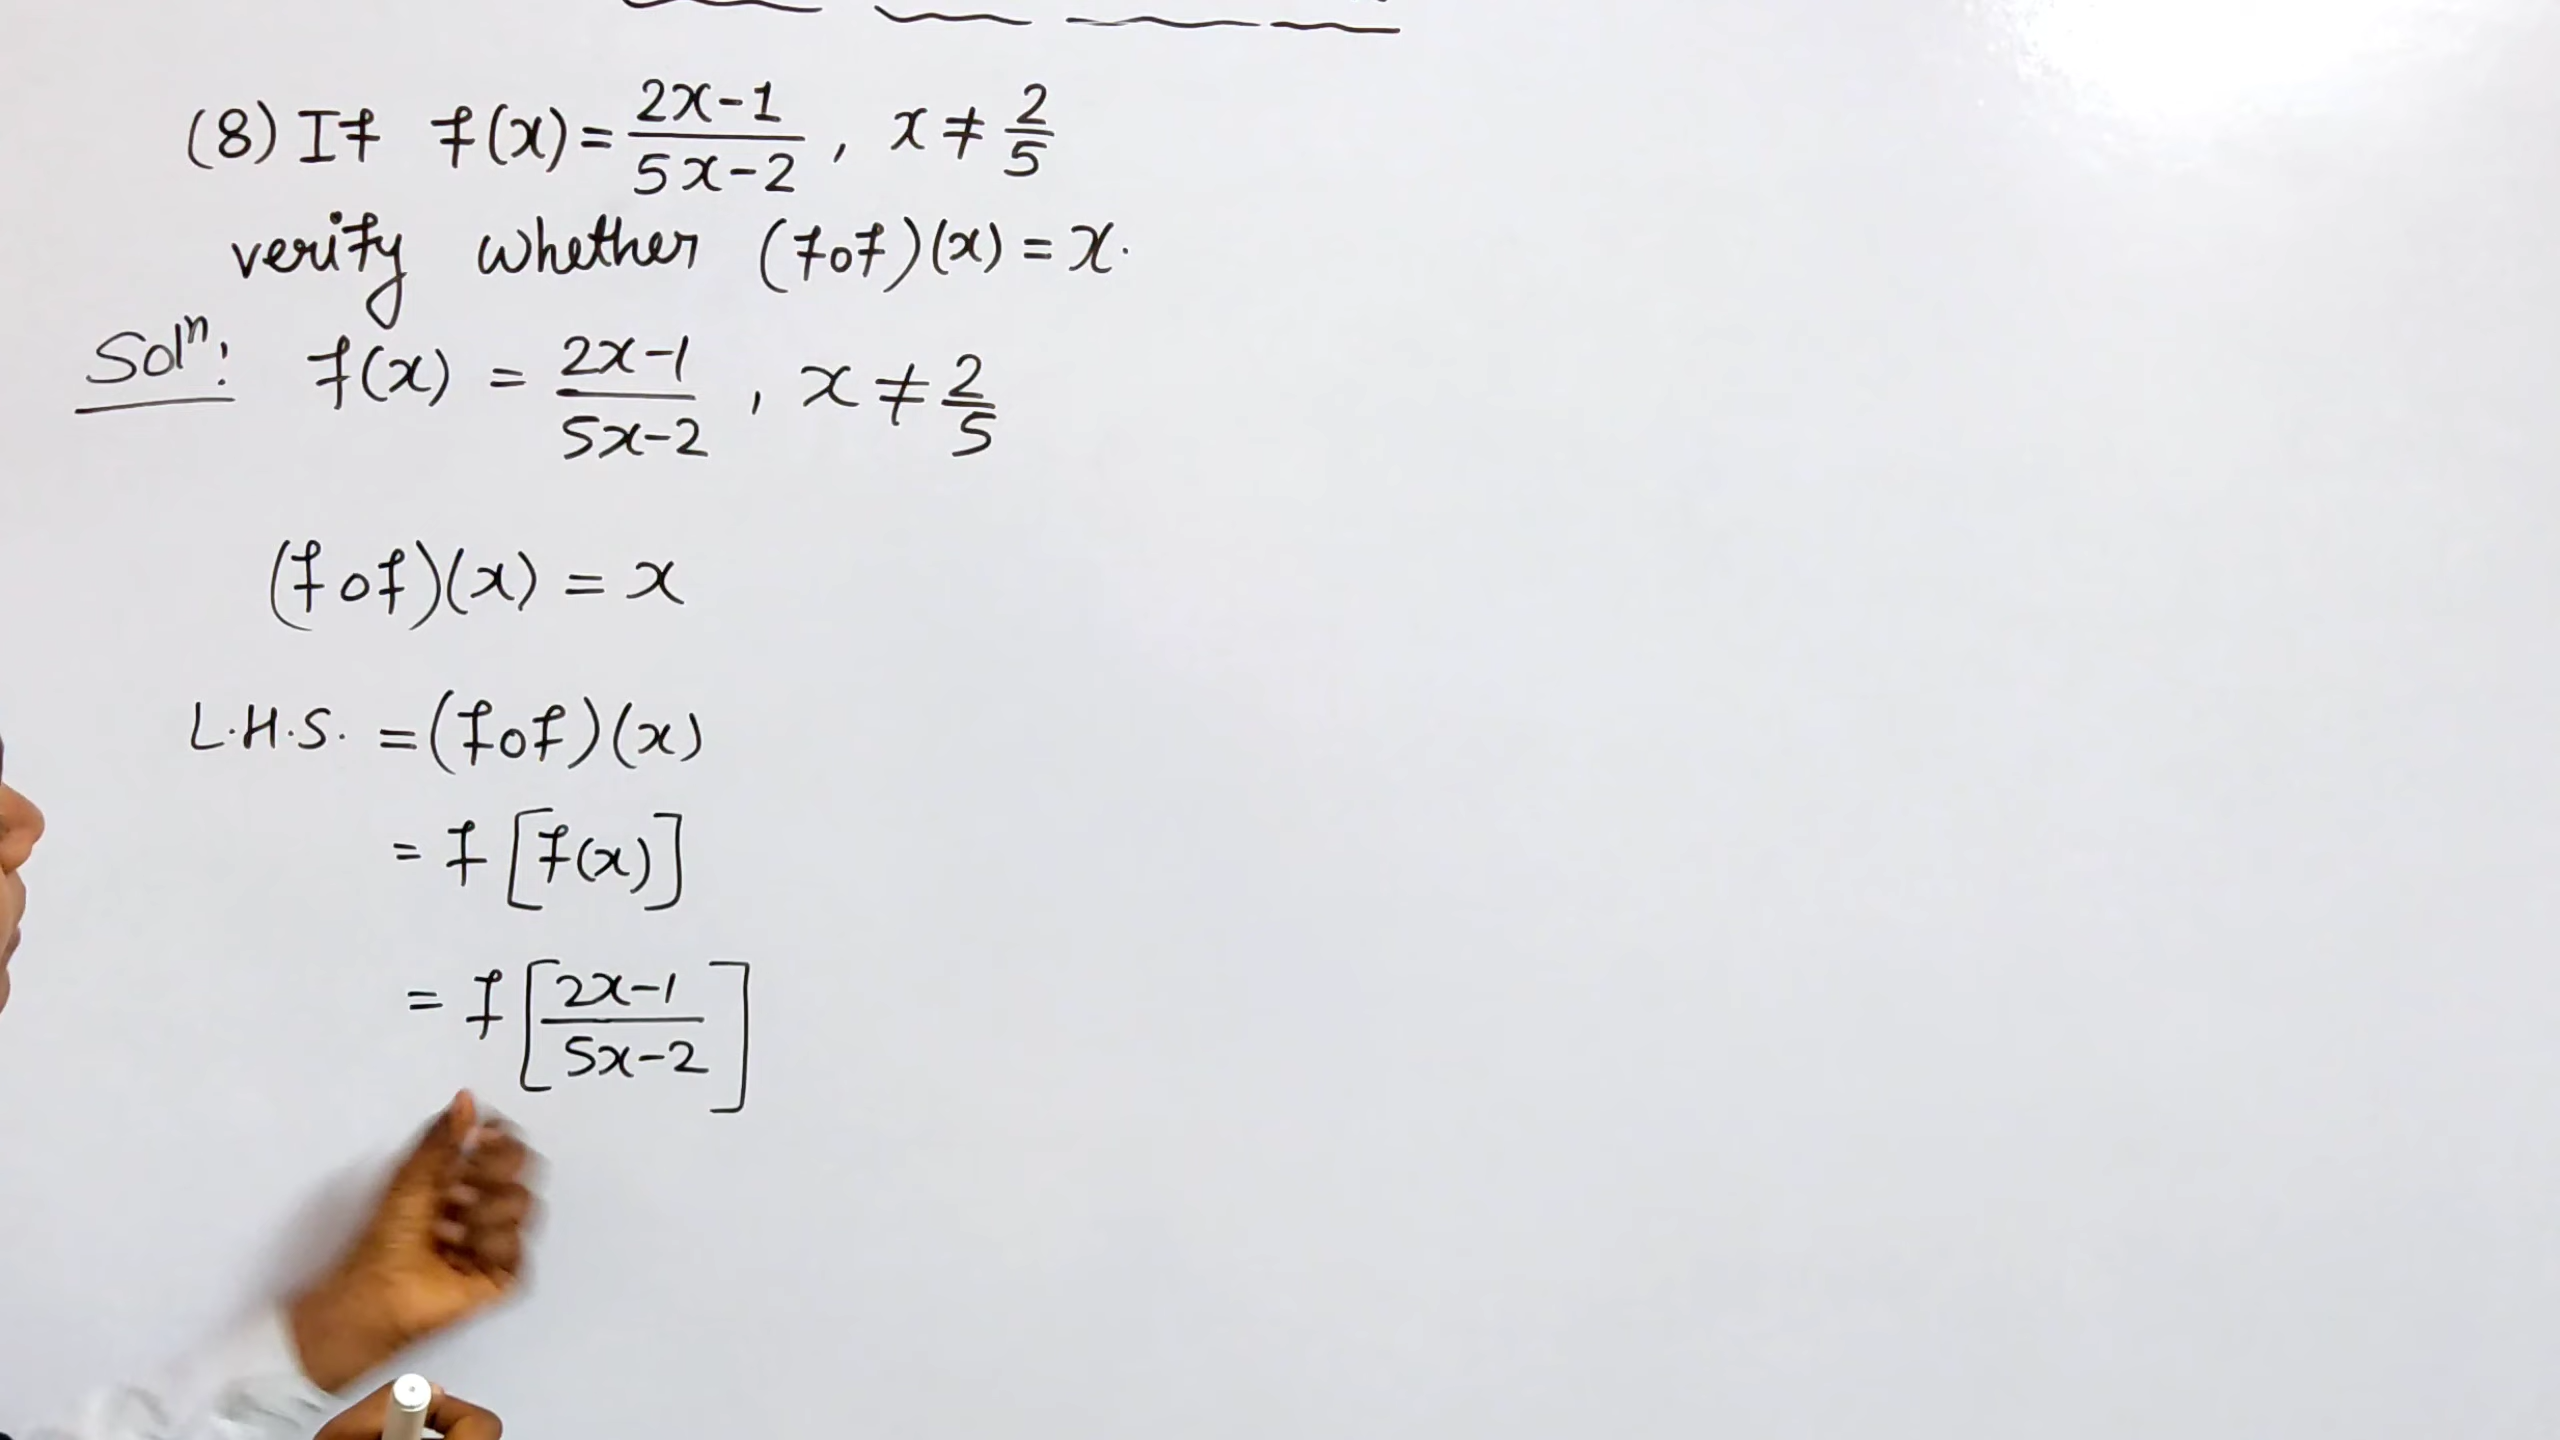 (8) If f(x) = (2x-1)/(5x-2) , x ≠ 2/5
verify whether (fof)(x) = x.
Solⁿ: f(x) = (2x-1)/(5x-2) , x ≠ 2/5
(fof)(x) = x
L.H.S. = (fof)(x)
= f [f(x)]
= f [(2x-1)/(5x-2)]